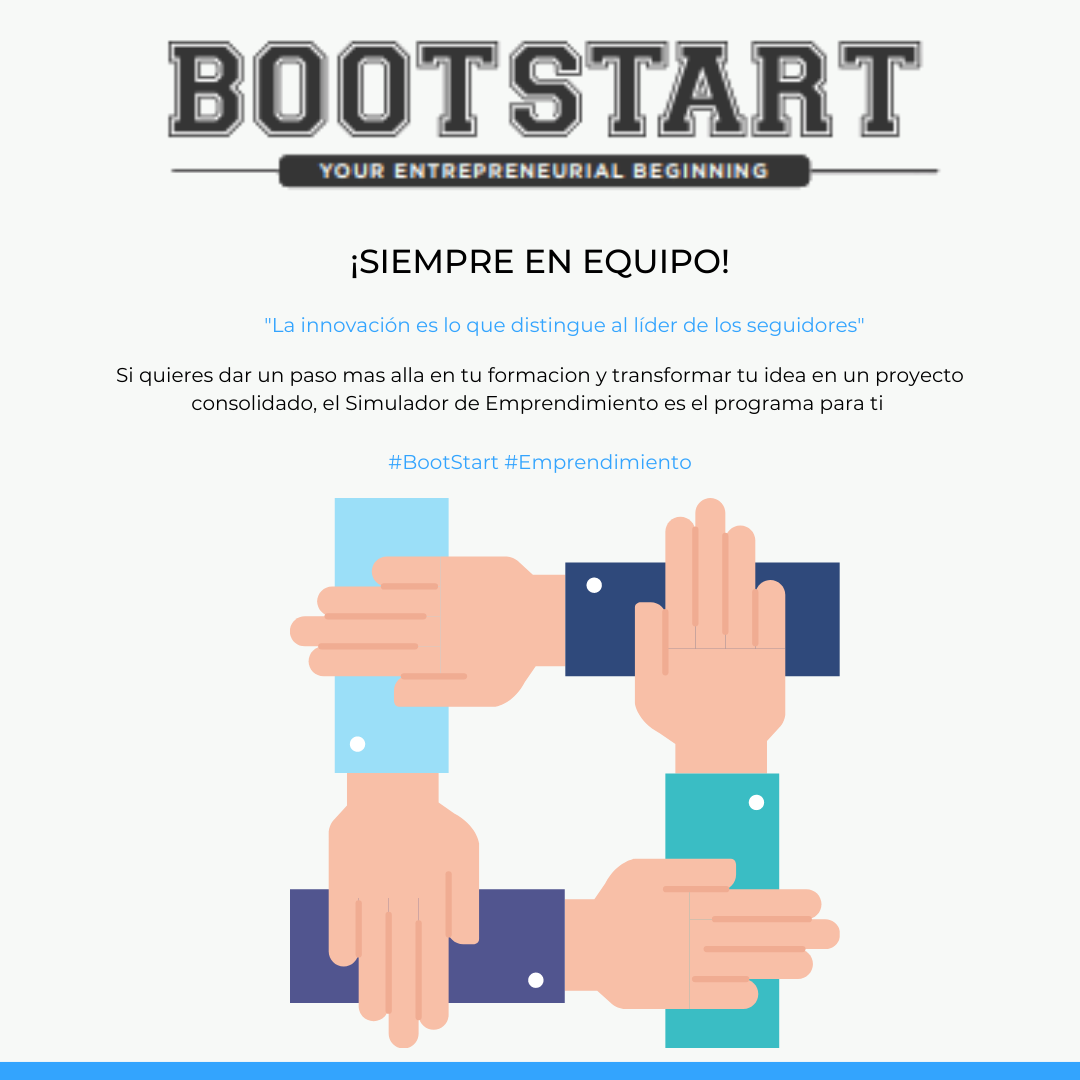 BOOTSTART
YOUR ENTREPRENEURIAL BEGINNING
¡SIEMPRE EN EQUIPO!
"La innovación es lo que distingue al líder de los seguidores"
Si quieres dar un paso mas alla en tu formacion y transformar tu idea en un proyecto
consolidado, el Simulador de Emprendimiento es el programa para ti
#BootStart #Emprendimiento